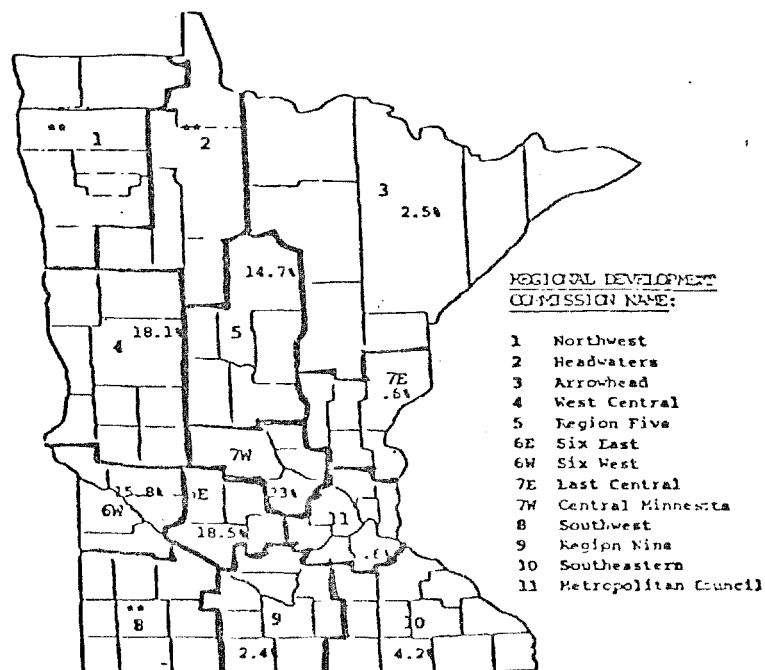 **
1
**
2
3
2.5%
14.7%
18.1%
4
5
7E
.6%
7W
15.8%
6W
6E
23%
18.5%
11
.6%
**
8
9
10
2.4%
4.2%
REGIONAL DEVELOPMENT
COMMISSION NAME:
1 Northwest
2 Headwaters
3 Arrowhead
4 West Central
5 Region Five
6E Six East
6W Six West
7E East Central
7W Central Minnesota
8 Southwest
9 Region Nine
10 Southeastern
11 Metropolitan Council